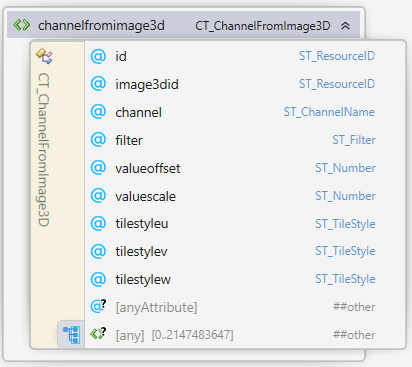 channelfromimage3d CT_ChannelFromImage3D
CT_ChannelFromImage3D
@ id ST_ResourceID
@ image3did ST_ResourceID
@ channel ST_ChannelName
@ filter ST_Filter
@ valueoffset ST_Number
@ valuescale ST_Number
@ tilestyleu ST_TileStyle
@ tilestylev ST_TileStyle
@ tilestylew ST_TileStyle
@? [anyAttribute] ##other
<>? [any] [0..2147483647] ##other